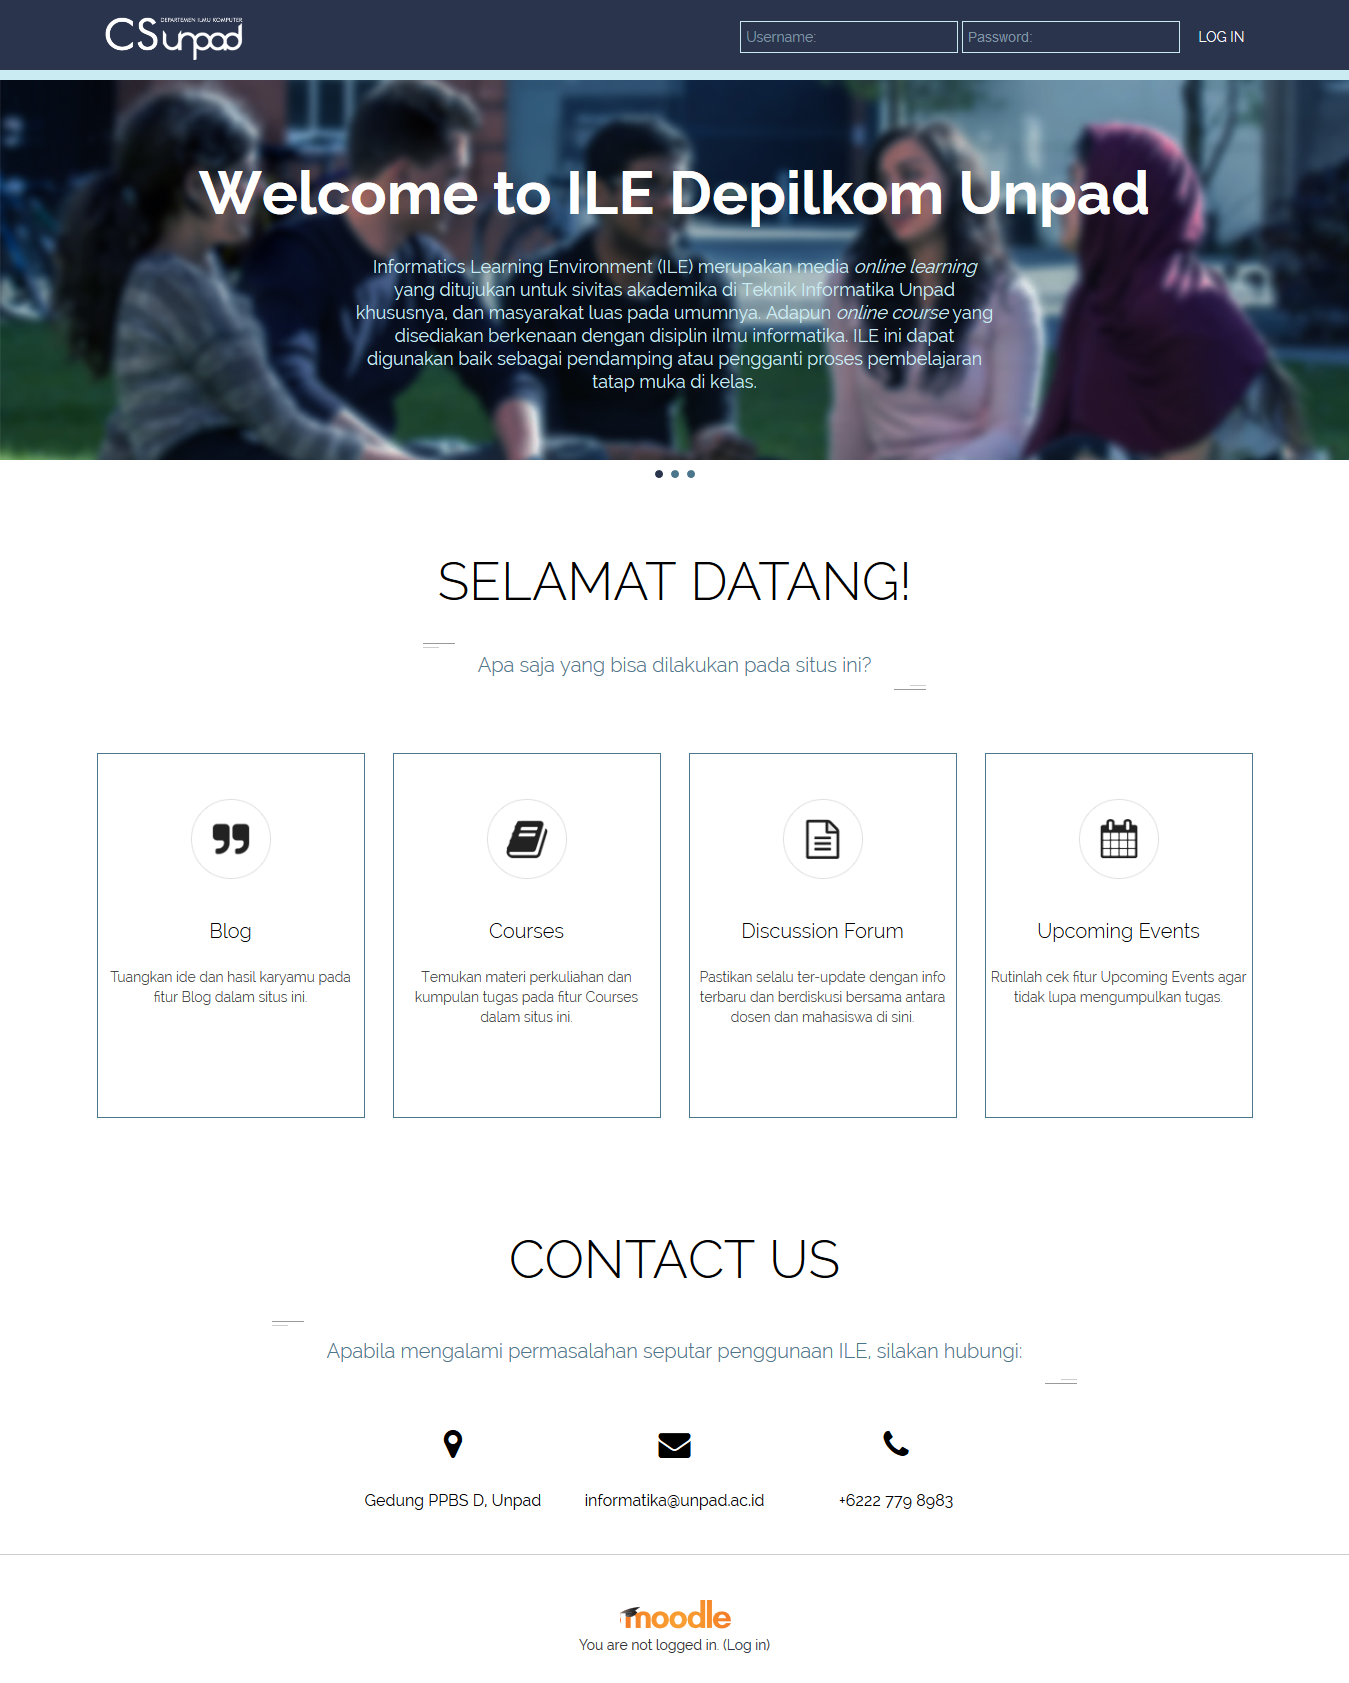 DEPARTEMEN ILMU KOMPUTER
CS unpad
Username:
Password:
LOG IN
Welcome to ILE Depilkom Unpad
Informatics Learning Environment (ILE) merupakan media online learning
yang ditujukan untuk sivitas akademika di Teknik Informatika Unpad
khususnya, dan masyarakat luas pada umumnya. Adapun online course yang
disediakan berkenaan dengan disiplin ilmu informatika. ILE ini dapat
digunakan baik sebagai pendamping atau pengganti proses pembelajaran
tatap muka di kelas.
SELAMAT DATANG!
Apa saja yang bisa dilakukan pada situs ini?
Blog
Tuangkan ide dan hasil karyamu pada
fitur Blog dalam situs ini.
Courses
Temukan materi perkuliahan dan
kumpulan tugas pada fitur Courses
dalam situs ini.
Discussion Forum
Pastikan selalu ter-update dengan info
terbaru dan berdiskusi bersama antara
dosen dan mahasiswa di sini.
Upcoming Events
Rutinlah cek fitur Upcoming Events agar
tidak lupa mengumpulkan tugas.
CONTACT US
Apabila mengalami permasalahan seputar penggunaan ILE, silakan hubungi:
Gedung PPBS D, Unpad
informatika@unpad.ac.id
+6222 779 8983
moodle
You are not logged in. (Log in)